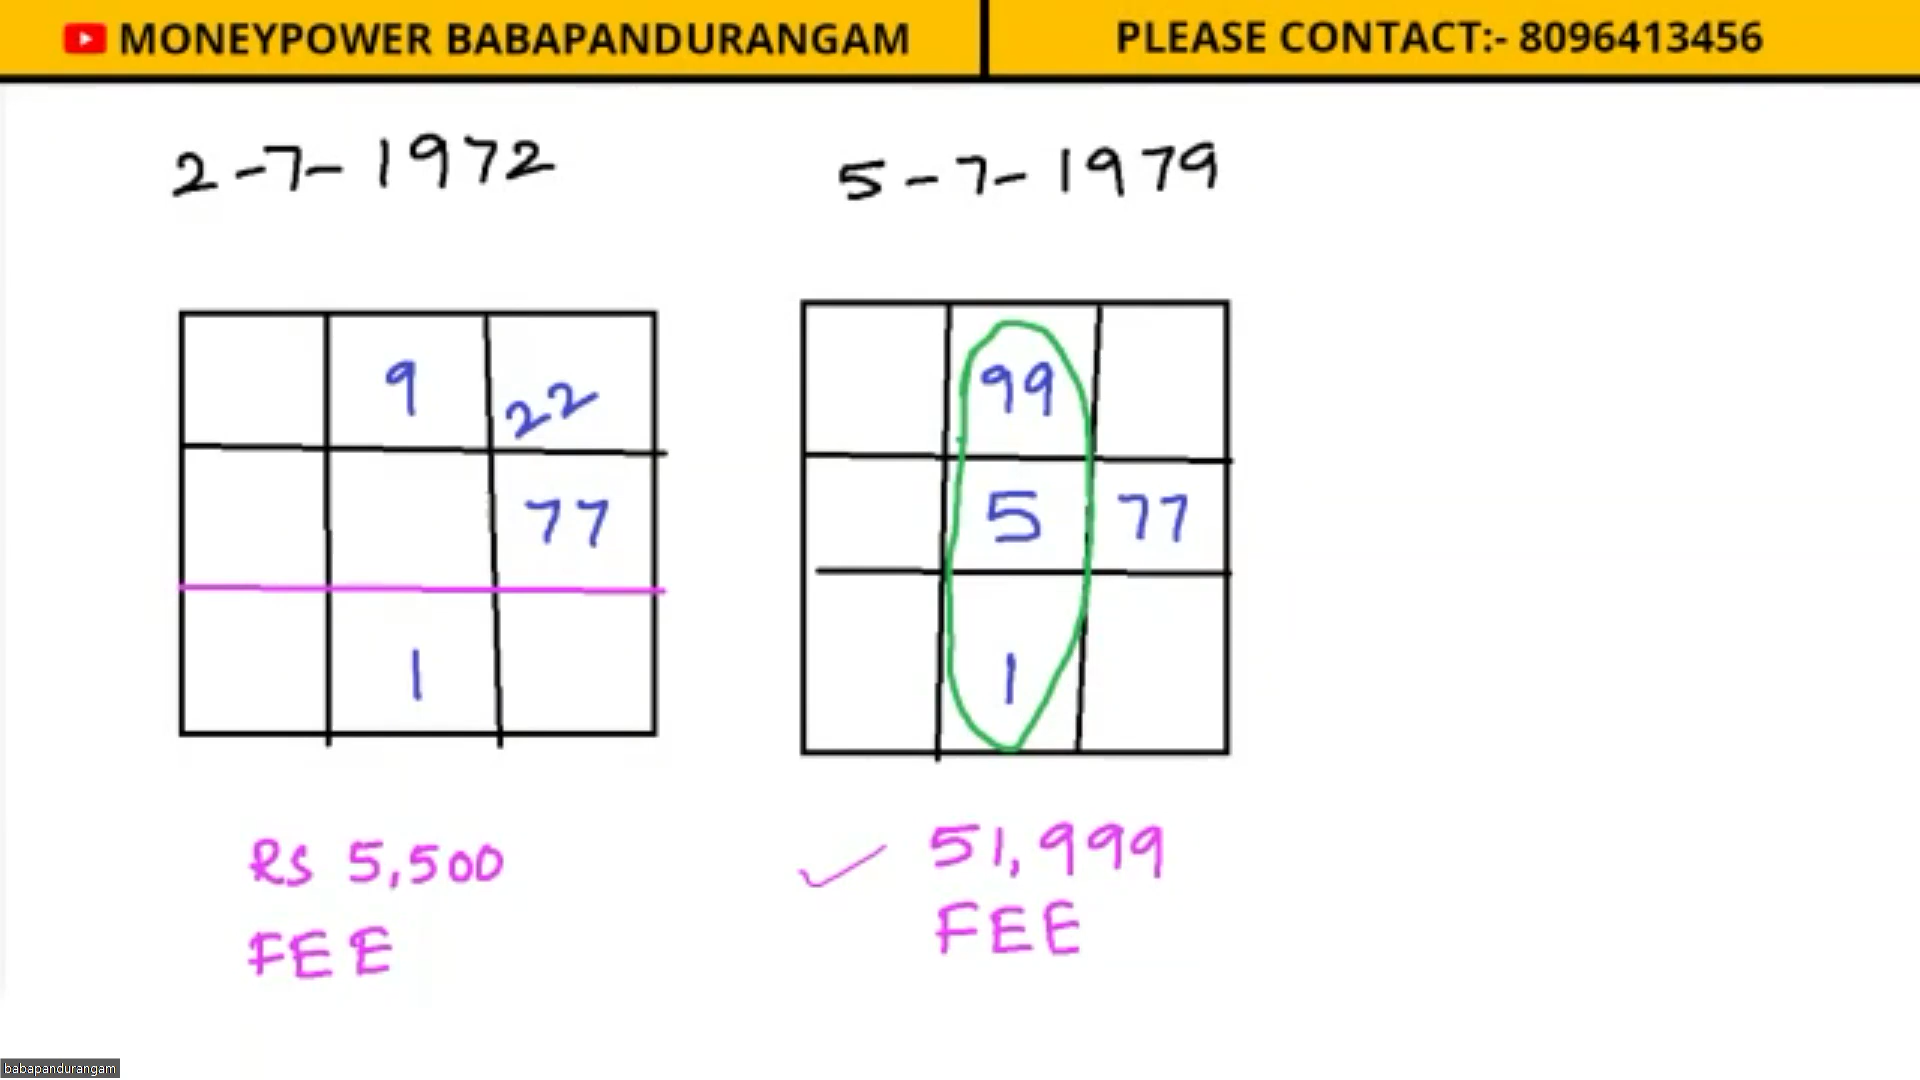 MONEYPOWER BABAPANDURANGAM
PLEASE CONTACT:- 8096413456
2-7-1972
5-7-1979
9
22
77
1
99
5
77
1
RS 5,500
FEE
51,999
FEE
babapandurangam